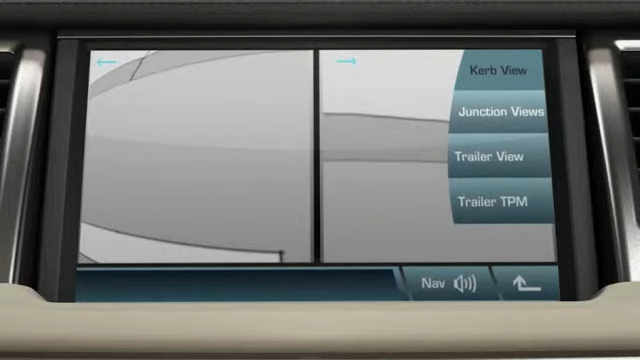 Kerb View
Junction Views
Trailer View
Trailer TPM
Nav